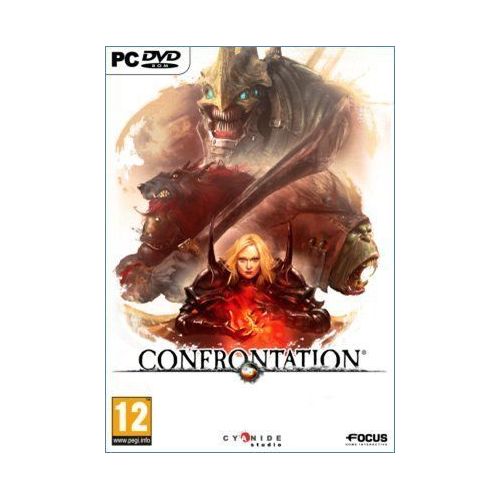 PC DVD
ROM
CONFRONTATION®
12
www.pegi.info
CYANIDE
studio
FOCUS
HOME INTERACTIVE